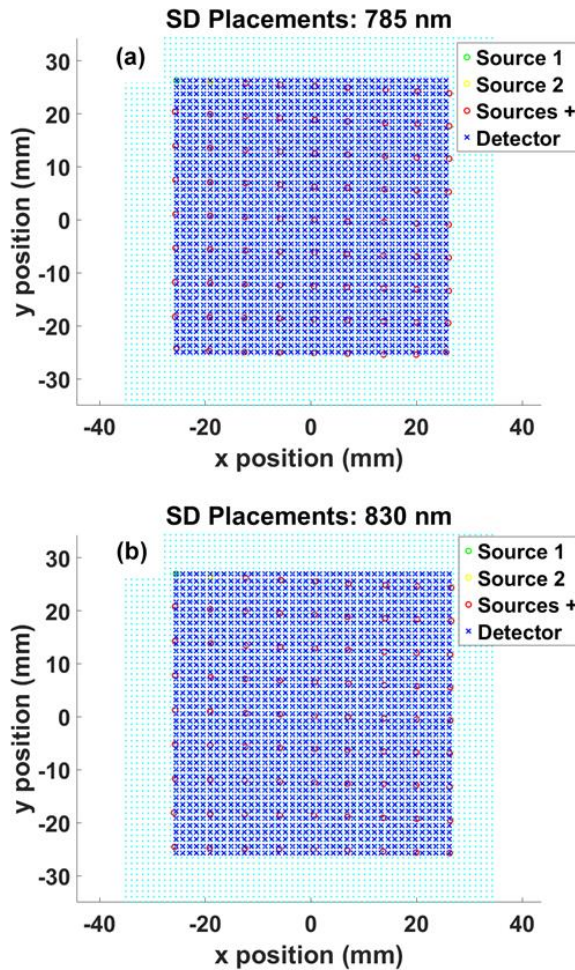 SD Placements: 785 nm
(a)
Source 1
Source 2
Sources +
Detector
30
20
10
0
-10
-20
-30
y position (mm)
-40
-20
0
20
40
x position (mm)
SD Placements: 830 nm
(b)
Source 1
Source 2
Sources +
Detector
30
20
10
0
-10
-20
-30
y position (mm)
-40
-20
0
20
40
x position (mm)